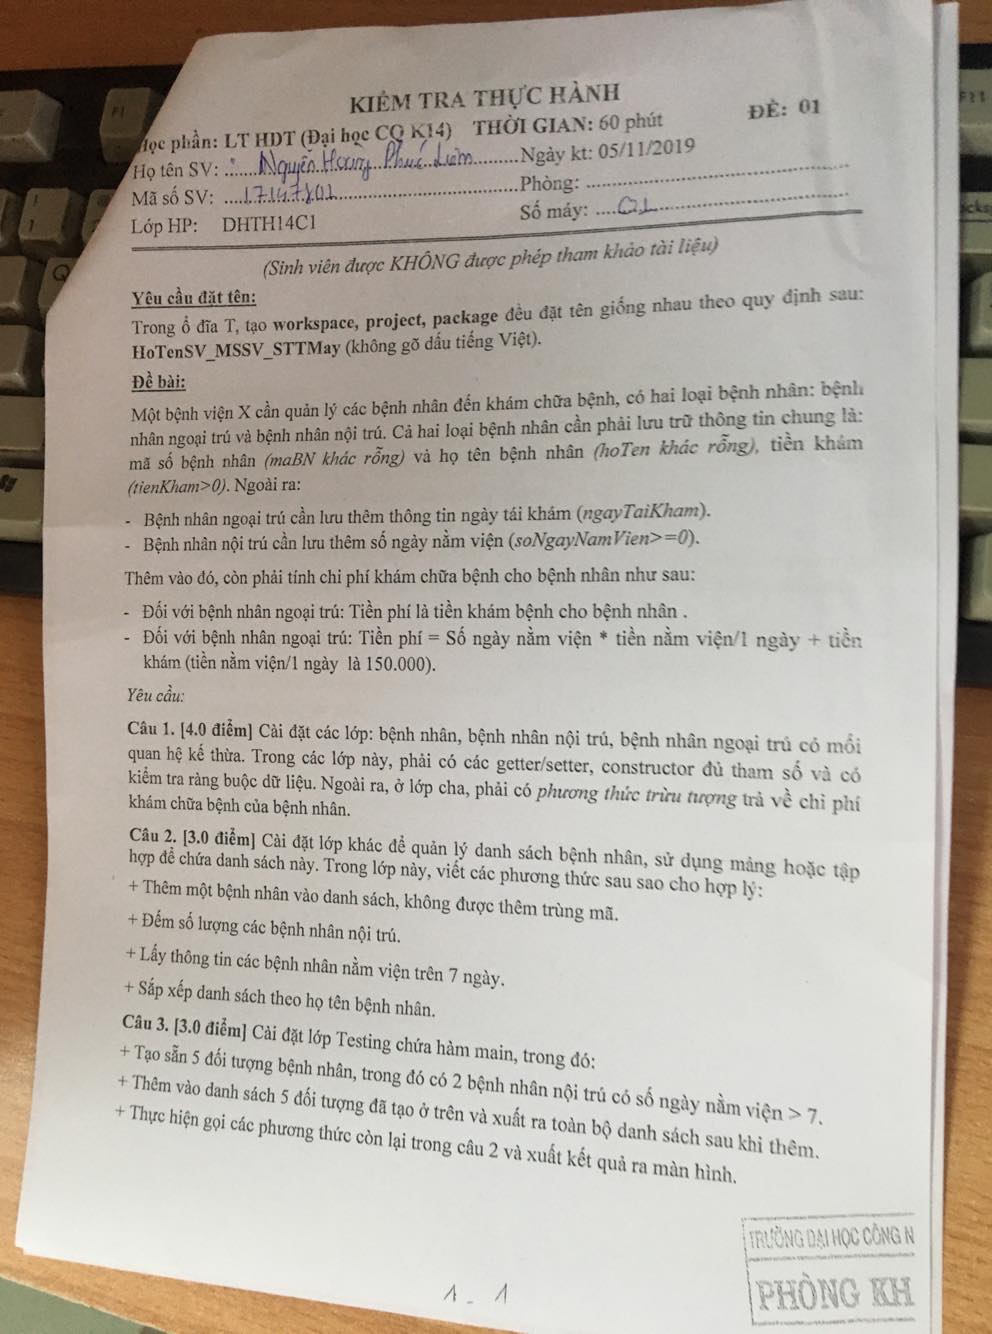 KIỂM TRA THỰC HÀNH
ĐỀ: 01
Học phần: LT HDT (Đại học CQ K14) THỜI GIAN: 60 phút
Họ tên SV: Nguyễn Hoàng Phúc Ngày kt: 05/11/2019
Mã số SV: Phòng:
Lớp HP: DHTH14C1 Số máy:
(Sinh viên được KHÔNG được phép tham khảo tài liệu)
Yêu cầu đặt tên:
Trong ổ đĩa T, tạo workspace, project, package đều đặt tên giống nhau theo quy định sau:
HoTenSV_MSSV_STTMay (không gõ dấu tiếng Việt).
Đề bài:
Một bệnh viện X cần quản lý các bệnh nhân đến khám chữa bệnh, có hai loại bệnh nhân: bệnh
nhân ngoại trú và bệnh nhân nội trú. Cả hai loại bệnh nhân cần phải lưu trữ thông tin chung là:
mã số bệnh nhân (maBN khác rỗng) và họ tên bệnh nhân (hoTen khác rỗng), tiền khám
(tienKham>0). Ngoài ra:
- Bệnh nhân ngoại trú cần lưu thêm thông tin ngày tái khám (ngayTaiKham).
- Bệnh nhân nội trú cần lưu thêm số ngày nằm viện (soNgayNamVien>=0).
Thêm vào đó, còn phải tính chi phí khám chữa bệnh cho bệnh nhân như sau:
- Đối với bệnh nhân ngoại trú: Tiền phí là tiền khám bệnh cho bệnh nhân .
- Đối với bệnh nhân ngoại trú: Tiền phí = Số ngày nằm viện * tiền nằm viện/1 ngày + tiền
khám (tiền nằm viện/1 ngày là 150.000).
Yêu cầu:
Câu 1. [4.0 điểm] Cài đặt các lớp: bệnh nhân, bệnh nhân nội trú, bệnh nhân ngoại trú có mối
quan hệ kế thừa. Trong các lớp này, phải có các getter/setter, constructor đủ tham số và có
kiểm tra ràng buộc dữ liệu. Ngoài ra, ở lớp cha, phải có phương thức trừu tượng trả về chi phí
khám chữa bệnh của bệnh nhân.
Câu 2. [3.0 điểm] Cài đặt lớp khác để quản lý danh sách bệnh nhân, sử dụng mảng hoặc tập
hợp để chứa danh sách này. Trong lớp này, viết các phương thức sau sao cho hợp lý:
+ Thêm một bệnh nhân vào danh sách, không được thêm trùng mã.
+ Đếm số lượng các bệnh nhân nội trú.
+ Lấy thông tin các bệnh nhân nằm viện trên 7 ngày.
+ Sắp xếp danh sách theo họ tên bệnh nhân.
Câu 3. [3.0 điểm] Cài đặt lớp Testing chứa hàm main, trong đó:
+ Tạo sẵn 5 đối tượng bệnh nhân, trong đó có 2 bệnh nhân nội trú có số ngày nằm viện > 7.
+ Thêm vào danh sách 5 đối tượng đã tạo ở trên và xuất ra toàn bộ danh sách sau khi thêm.
+ Thực hiện gọi các phương thức còn lại trong câu 2 và xuất kết quả ra màn hình.
TRƯỜNG ĐẠI HỌC CÔNG N
PHÒNG KH
1 - 1